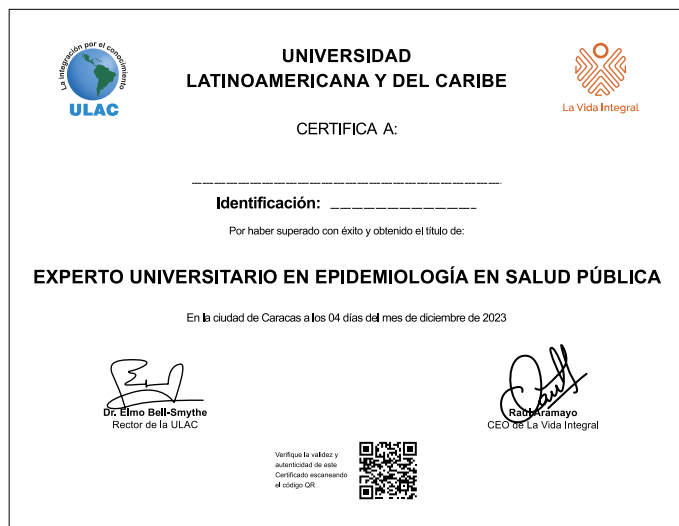 La integración por el conocimiento
ULAC
UNIVERSIDAD
LATINOAMERICANA Y DEL CARIBE
La Vida Integral
CERTIFICA A:
Identificación:
Por haber superado con éxito y obtenido el título de:
EXPERTO UNIVERSITARIO EN EPIDEMIOLOGÍA EN SALUD PÚBLICA
En la ciudad de Caracas a los 04 días del mes de diciembre de 2023
Dr. Elmo Bell-Smythe
Rector de la ULAC
Raúl Aramayo
CEO de La Vida Integral
Verifique la validez y
autenticidad de este
Certificado escaneando
el código QR